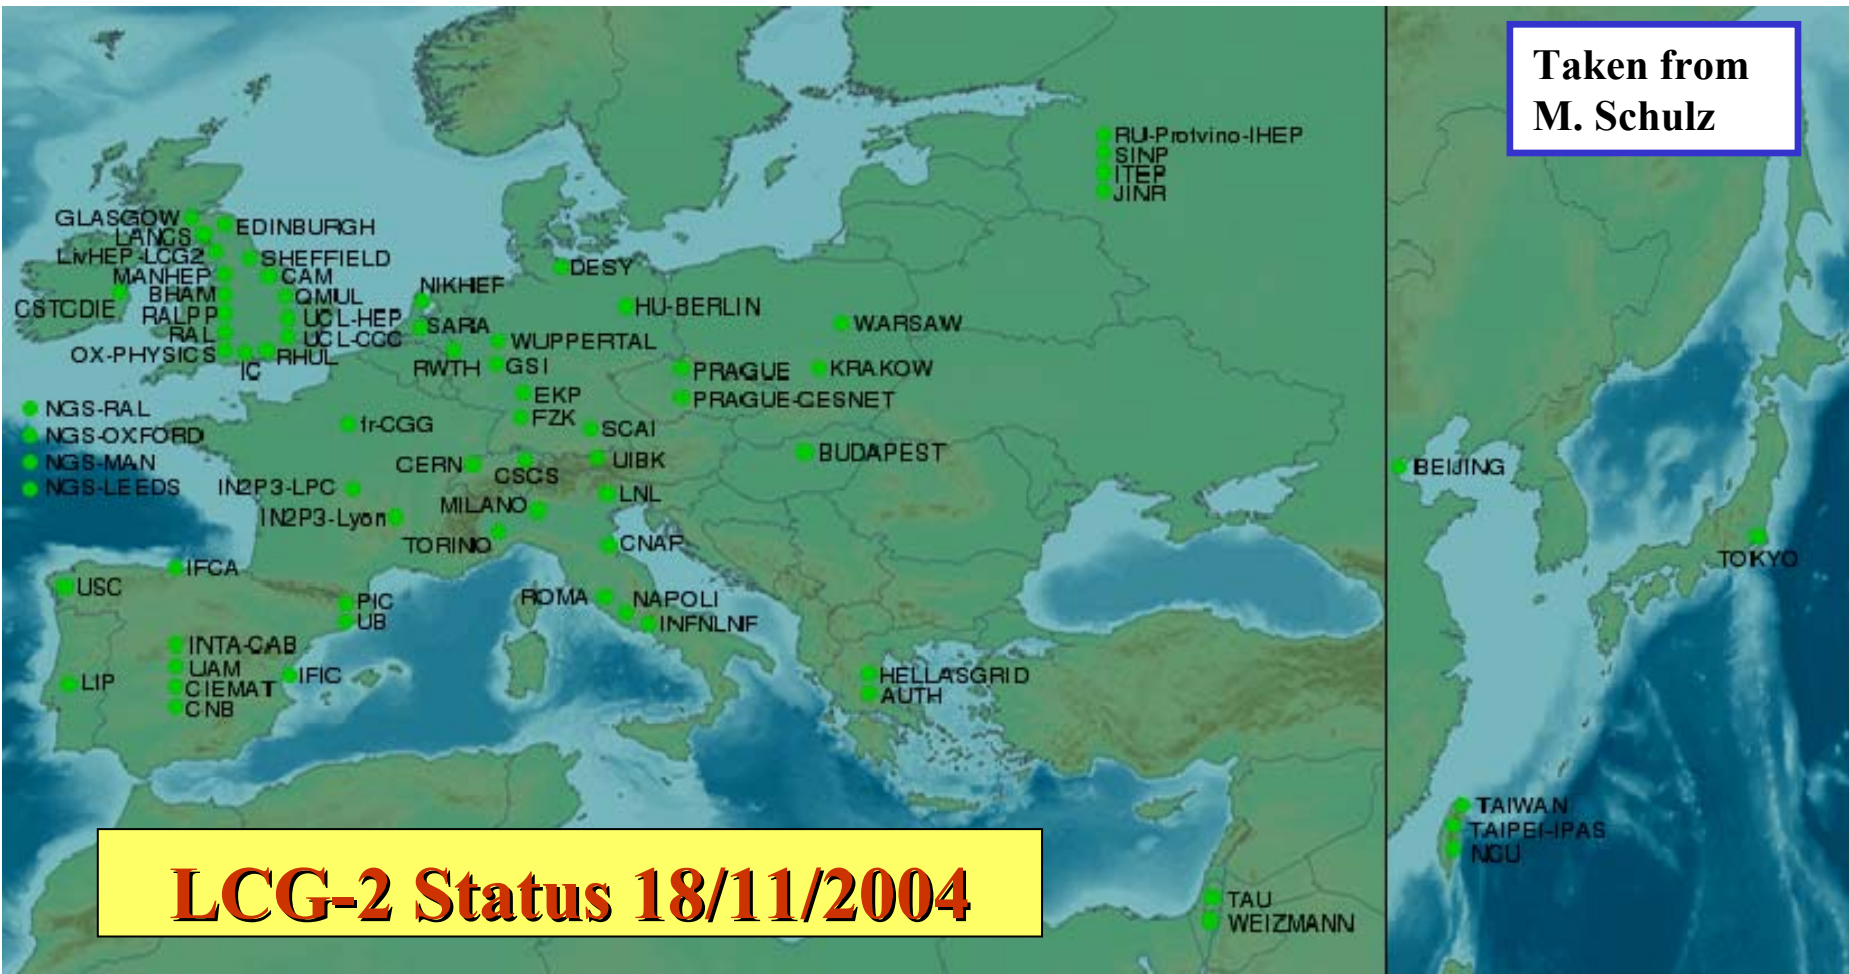 Taken from
M. Schulz
RU-Protvino-IHEP
SINP
ITEP
JINR
GLASGOW
EDINBURGH
LANCS
LivHEP-LCG2
SHEFFIELD
MANHEP
CAM
BHAM
QMUL
CSTCDIE
RALPP
UCL-HEP
RAL
UCL-CCC
OX-PHYSICS
IC
RHUL
NIKHEF
SARA
DESY
HU-BERLIN
WUPPERTAL
RWTH
GSI
WARSAW
PRAGUE
KRAKOW
EKP
PRAGUE-CESNET
FZK
NGS-RAL
NGS-OXFORD
NGS-MAN
NGS-LEEDS
fr-CGG
SCAI
CERN
CSCS
UIBK
BUDAPEST
BEIJING
IN2P3-LPC
LNL
MILANO
IN2P3-Lyon
TORINO
CNAF
TOKYO
IFCA
USC
PIC
UB
ROMA
NAPOLI
INFNLNF
INTA-CAB
UAM
LIP
CIEMAT
CNB
IFIC
HELLASGRID
AUTH
TAIWAN
TAIPEI-IPAS
NCU
LCG-2 Status 18/11/2004
TAU
WEIZMANN